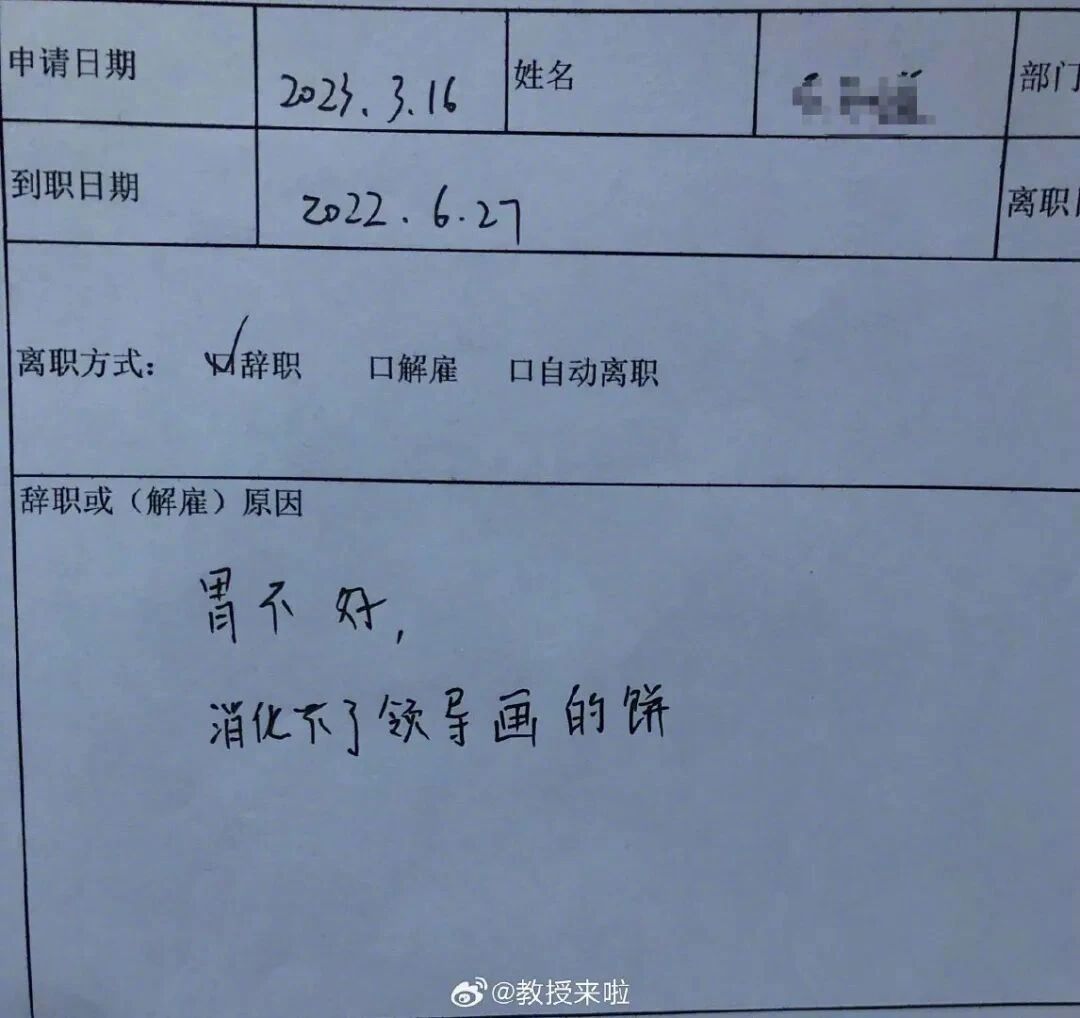 申请日期 2023.3.16 姓名 部门
到职日期 2022.6.27 离职
离职方式： 口辞职 口解雇 口自动离职
辞职或（解雇）原因
胃不好，
消化不了领导画的饼
@教授来啦